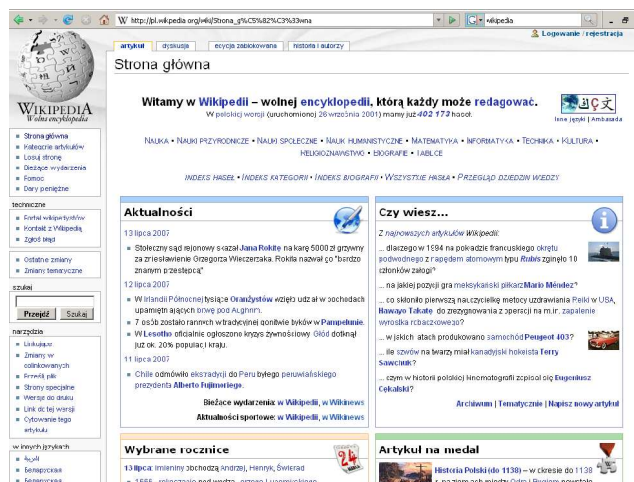 http://pl.wikipedia.org/wiki/Strona_g%C5%82%C3%B3wna
wikipedia
Logowanie / rejestracja
artykuł dyskusja edycja zablokowana historia i autorzy
Strona główna
WIKIPEDIA
Wolna encyklopedia
Strona główna
Kategorie artykułów
Losuj stronę
Bieżące wydarzenia
Pomoc
Dary pieniężne
techniczne
Portal wikipedystów
Kontakt z Wikipedią
Zgłoś błąd
Ostatnie zmiany
Zmiany tematyczne
szukaj
Przejdź Szukaj
narzędzia
Linkujące
Zmiany w
dolinkowanych
Prześlij plik
Strony specjalne
Wersja do druku
Link do tej wersji
Cytowanie tego
artykułu
w innych językach
العربية
Беларуская
Беларуская
Witamy w Wikipedii – wolnej encyklopedii, którą każdy może redagować.
W polskiej wersji (uruchomionej 26 września 2001) mamy już 402 173 haseł.
Inne języki | Ambasada
NAUKA • NAUKI PRZYRODNICZE • NAUKI SPOŁECZNE • NAUKI HUMANISTYCZNE • MATEMATYKA • INFORMATYKA • TECHNIKA • KULTURA •
RELIGIOZNAWSTWO • BIOGRAFIE • TABLICE
INDEKS HASEŁ • INDEKS KATEGORII • INDEKS BIOGRAFII • WSZYSTKIE HASŁA • PRZEGLĄD DZIEDZIN WIEDZY
Aktualności
13 lipca 2007
Stołeczny sąd rejonowy skazał Jana Rokitę na karę 5000 zł grzywny
za zniesławienie Grzegorza Wieczerzaka. Rokita nazwał go "bardzo
znanym przestępcą"
12 lipca 2007
W Irlandii Północnej tysiące Oranżystów wzięło udział w pochodach
upamiętniających bitwę pod Aughrim.
7 osób zostało rannych w tradycyjnej gonitwie byków w Pampelunie.
W Lesotho oficjalnie ogłoszono kryzys żywnościowy. Głód dotknął
już ok. 20% populacji kraju.
11 lipca 2007
Chile odmówiło ekstradycji do Peru byłego peruwiańskiego
prezydenta Alberto Fujimoriego.
Bieżące wydarzenia: w Wikipedii, w Wikinews
Aktualności sportowe: w Wikipedii, w Wikinews
Czy wiesz...
Z najnowszych artykułów Wikipedii:
... dlaczego w 1994 na pokładzie francuskiego okrętu
podwodnego z napędem atomowym typu Rubis zginęło 10
członków załogi?
... na jakiej pozycji gra meksykański piłkarz Mario Méndez?
... co skłoniło pierwszą nauczycielkę metody uzdrawiania Reiki w USA,
Hawayo Takatę do zrezygnowania z operacji na m.in. zapalenie
wyrostka robaczkowego?
... w jakich latach produkowano samochód Peugeot 403?
... ile szwów na twarzy miał kanadyjski hokeista Terry
Sawchuk?
... czym w historii polskiej kinematografii zapisał się Eugeniusz
Cękalski?
Archiwum | Tematycznie | Napisz nowy artykuł
Wybrane rocznice
13 lipca: imieniny obchodzą Andrzej, Henryk, Świerad
24
Artykuł na medal
Historia Polski (do 1138) – w okresie do 1138